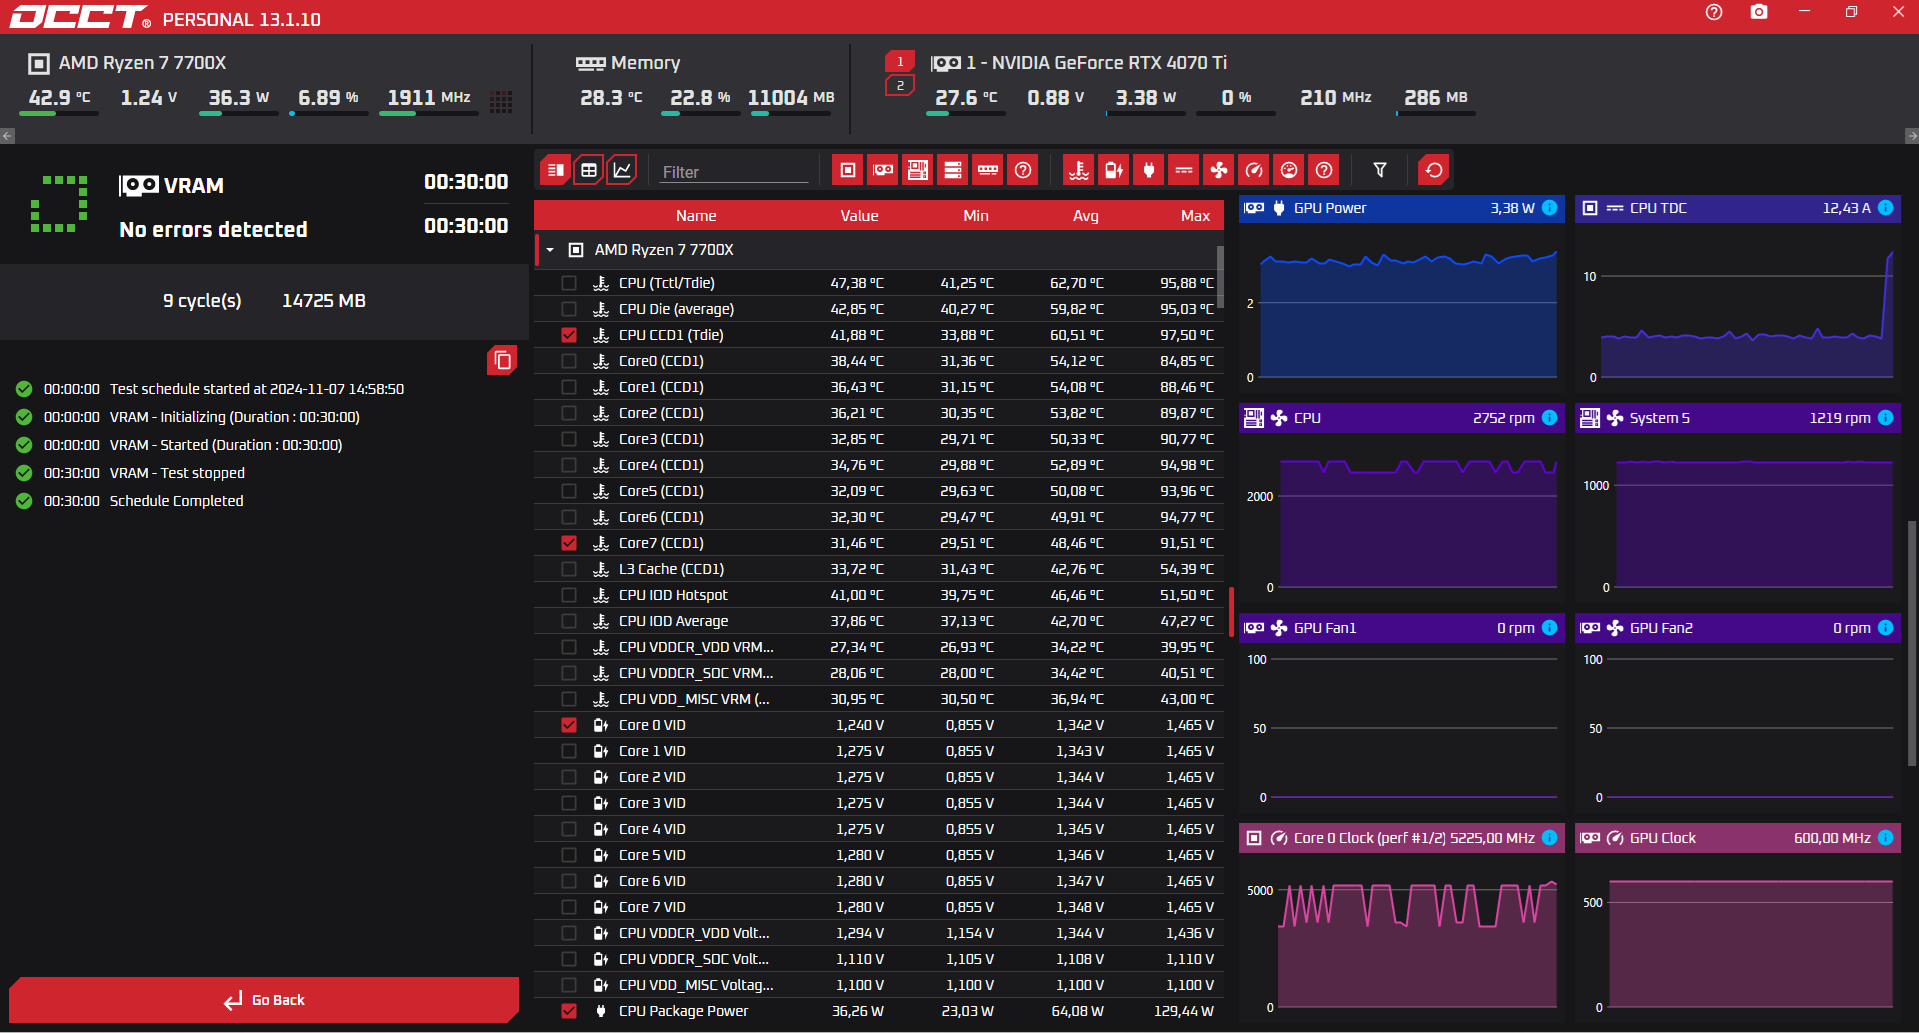 OCCT® PERSONAL 13.1.10
AMD Ryzen 7 7700X
42.9 °C 1.24 V 36.3 W 6.89 % 1911 MHz
Memory
28.3 °C 22.8 % 11004 MB
1
2
1 - NVIDIA GeForce RTX 4070 Ti
27.6 °C 0.88 V 3.38 W 0 % 210 MHz 286 MB
VRAM 00:30:00
No errors detected 00:30:00
9 cycle(s) 14725 MB
00:00:00 Test schedule started at 2024-11-07 14:58:50
00:00:00 VRAM - Initializing (Duration : 00:30:00)
00:00:00 VRAM - Started (Duration : 00:30:00)
00:30:00 VRAM - Test stopped
00:30:00 Schedule Completed
Go Back
Filter
Name Value Min Avg Max
AMD Ryzen 7 7700X
CPU (Tctl/Tdie) 47,38 °C 41,25 °C 62,70 °C 95,88 °C
CPU Die (average) 42,85 °C 40,27 °C 59,82 °C 95,03 °C
CPU CCD1 (Tdie) 41,88 °C 33,88 °C 60,51 °C 97,50 °C
Core0 (CCD1) 38,44 °C 31,36 °C 54,12 °C 84,85 °C
Core1 (CCD1) 36,43 °C 31,15 °C 54,08 °C 88,46 °C
Core2 (CCD1) 36,21 °C 30,35 °C 53,82 °C 89,87 °C
Core3 (CCD1) 32,85 °C 29,71 °C 50,33 °C 90,77 °C
Core4 (CCD1) 34,76 °C 29,88 °C 52,89 °C 94,98 °C
Core5 (CCD1) 32,09 °C 29,63 °C 50,08 °C 93,96 °C
Core6 (CCD1) 32,30 °C 29,47 °C 49,91 °C 94,77 °C
Core7 (CCD1) 31,46 °C 29,51 °C 48,46 °C 91,51 °C
L3 Cache (CCD1) 33,72 °C 31,43 °C 42,76 °C 54,39 °C
CPU IOD Hotspot 41,00 °C 39,75 °C 46,46 °C 51,50 °C
CPU IOD Average 37,86 °C 37,13 °C 42,70 °C 47,27 °C
CPU VDDCR_VDD VRM... 27,34 °C 26,93 °C 34,22 °C 39,95 °C
CPU VDDCR_SOC VRM... 28,06 °C 28,00 °C 34,42 °C 40,51 °C
CPU VDD_MISC VRM (... 30,95 °C 30,50 °C 36,94 °C 43,00 °C
Core 0 VID 1,240 V 0,855 V 1,342 V 1,465 V
Core 1 VID 1,275 V 0,855 V 1,343 V 1,465 V
Core 2 VID 1,275 V 0,855 V 1,344 V 1,465 V
Core 3 VID 1,275 V 0,855 V 1,344 V 1,465 V
Core 4 VID 1,275 V 0,855 V 1,345 V 1,465 V
Core 5 VID 1,280 V 0,855 V 1,346 V 1,465 V
Core 6 VID 1,280 V 0,855 V 1,347 V 1,465 V
Core 7 VID 1,280 V 0,855 V 1,348 V 1,465 V
CPU VDDCR_VDD Volt... 1,294 V 1,154 V 1,344 V 1,436 V
CPU VDDCR_SOC Volt... 1,110 V 1,105 V 1,108 V 1,110 V
CPU VDD_MISC Voltag... 1,100 V 1,100 V 1,100 V 1,100 V
CPU Package Power 36,26 W 23,03 W 64,08 W 129,44 W
GPU Power 3,38 W
2
0
CPU TDC 12,43 A
10
0
CPU 2752 rpm
2000
0
System 5 1219 rpm
1000
0
GPU Fan1 0 rpm
100
50
0
GPU Fan2 0 rpm
100
50
0
Core 0 Clock (perf #1/2) 5225,00 MHz
5000
0
GPU Clock 600,00 MHz
500
0